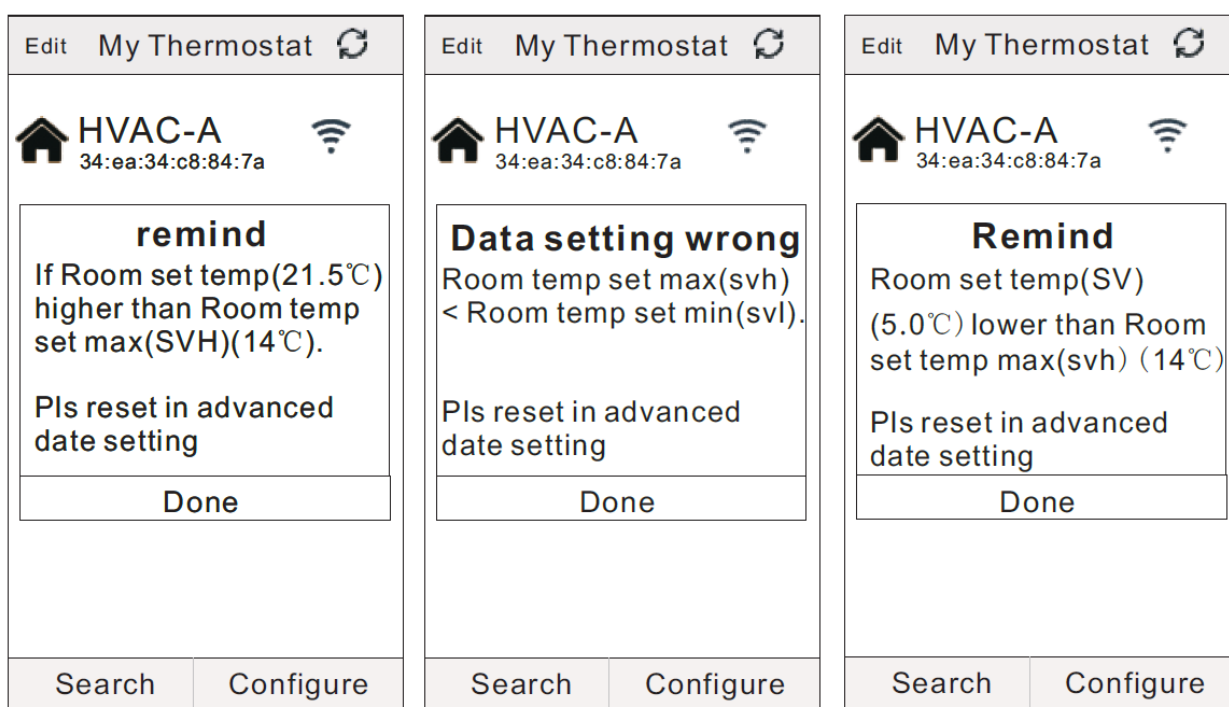 Edit My Thermostat
HVAC-A
34:ea:34:c8:84:7a
remind
If Room set temp(21.5℃)
higher than Room temp
set max(SVH)(14℃).
Pls reset in advanced
date setting
Done
Search Configure
Edit My Thermostat
HVAC-A
34:ea:34:c8:84:7a
Data setting wrong
Room temp set max(svh)
< Room temp set min(svl).
Pls reset in advanced
date setting
Done
Search Configure
Edit My Thermostat
HVAC-A
34:ea:34:c8:84:7a
Remind
Room set temp(SV)
(5.0℃)lower than Room
set temp max(svh)(14℃)
Pls reset in advanced
date setting
Done
Search Configure